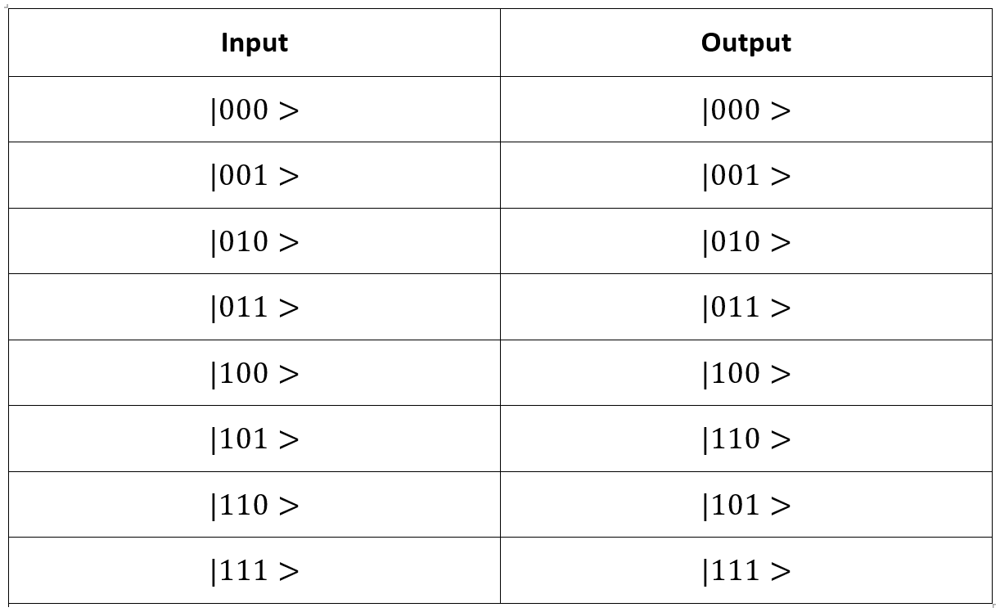 Input Output
|000 > |000 >
|001 > |001 >
|010 > |010 >
|011 > |011 >
|100 > |100 >
|101 > |110 >
|110 > |101 >
|111 > |111 >